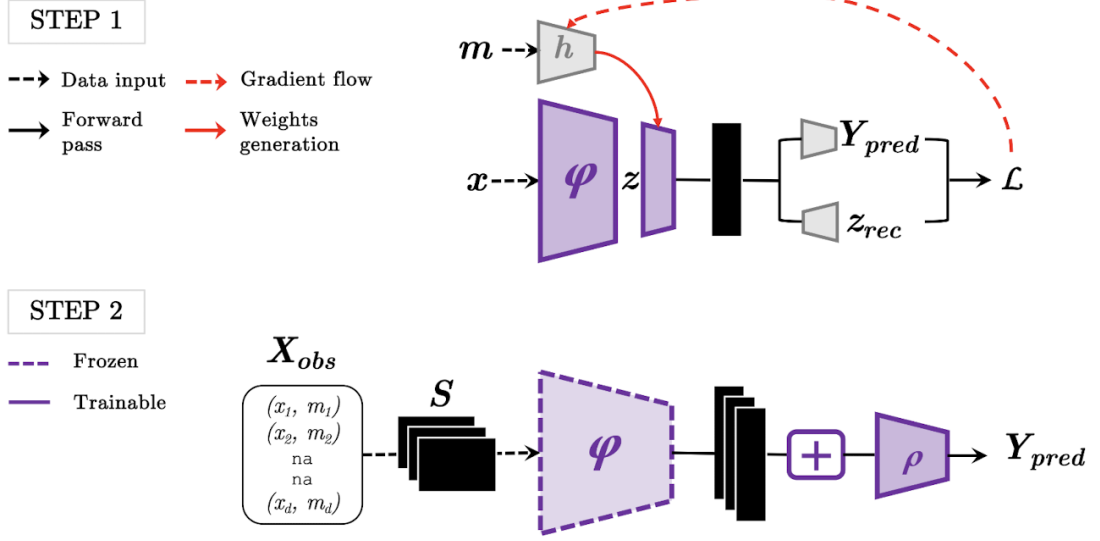 STEP 1
Data input
Gradient flow
Forward
pass
Weights
generation
m
h
x
φ
z
Y_pred
z_rec
ℒ
STEP 2
Frozen
Trainable
X_obs
(x_1, m_1)
(x_2, m_2)
na
na
(x_d, m_d)
S
φ
+
ρ
Y_pred